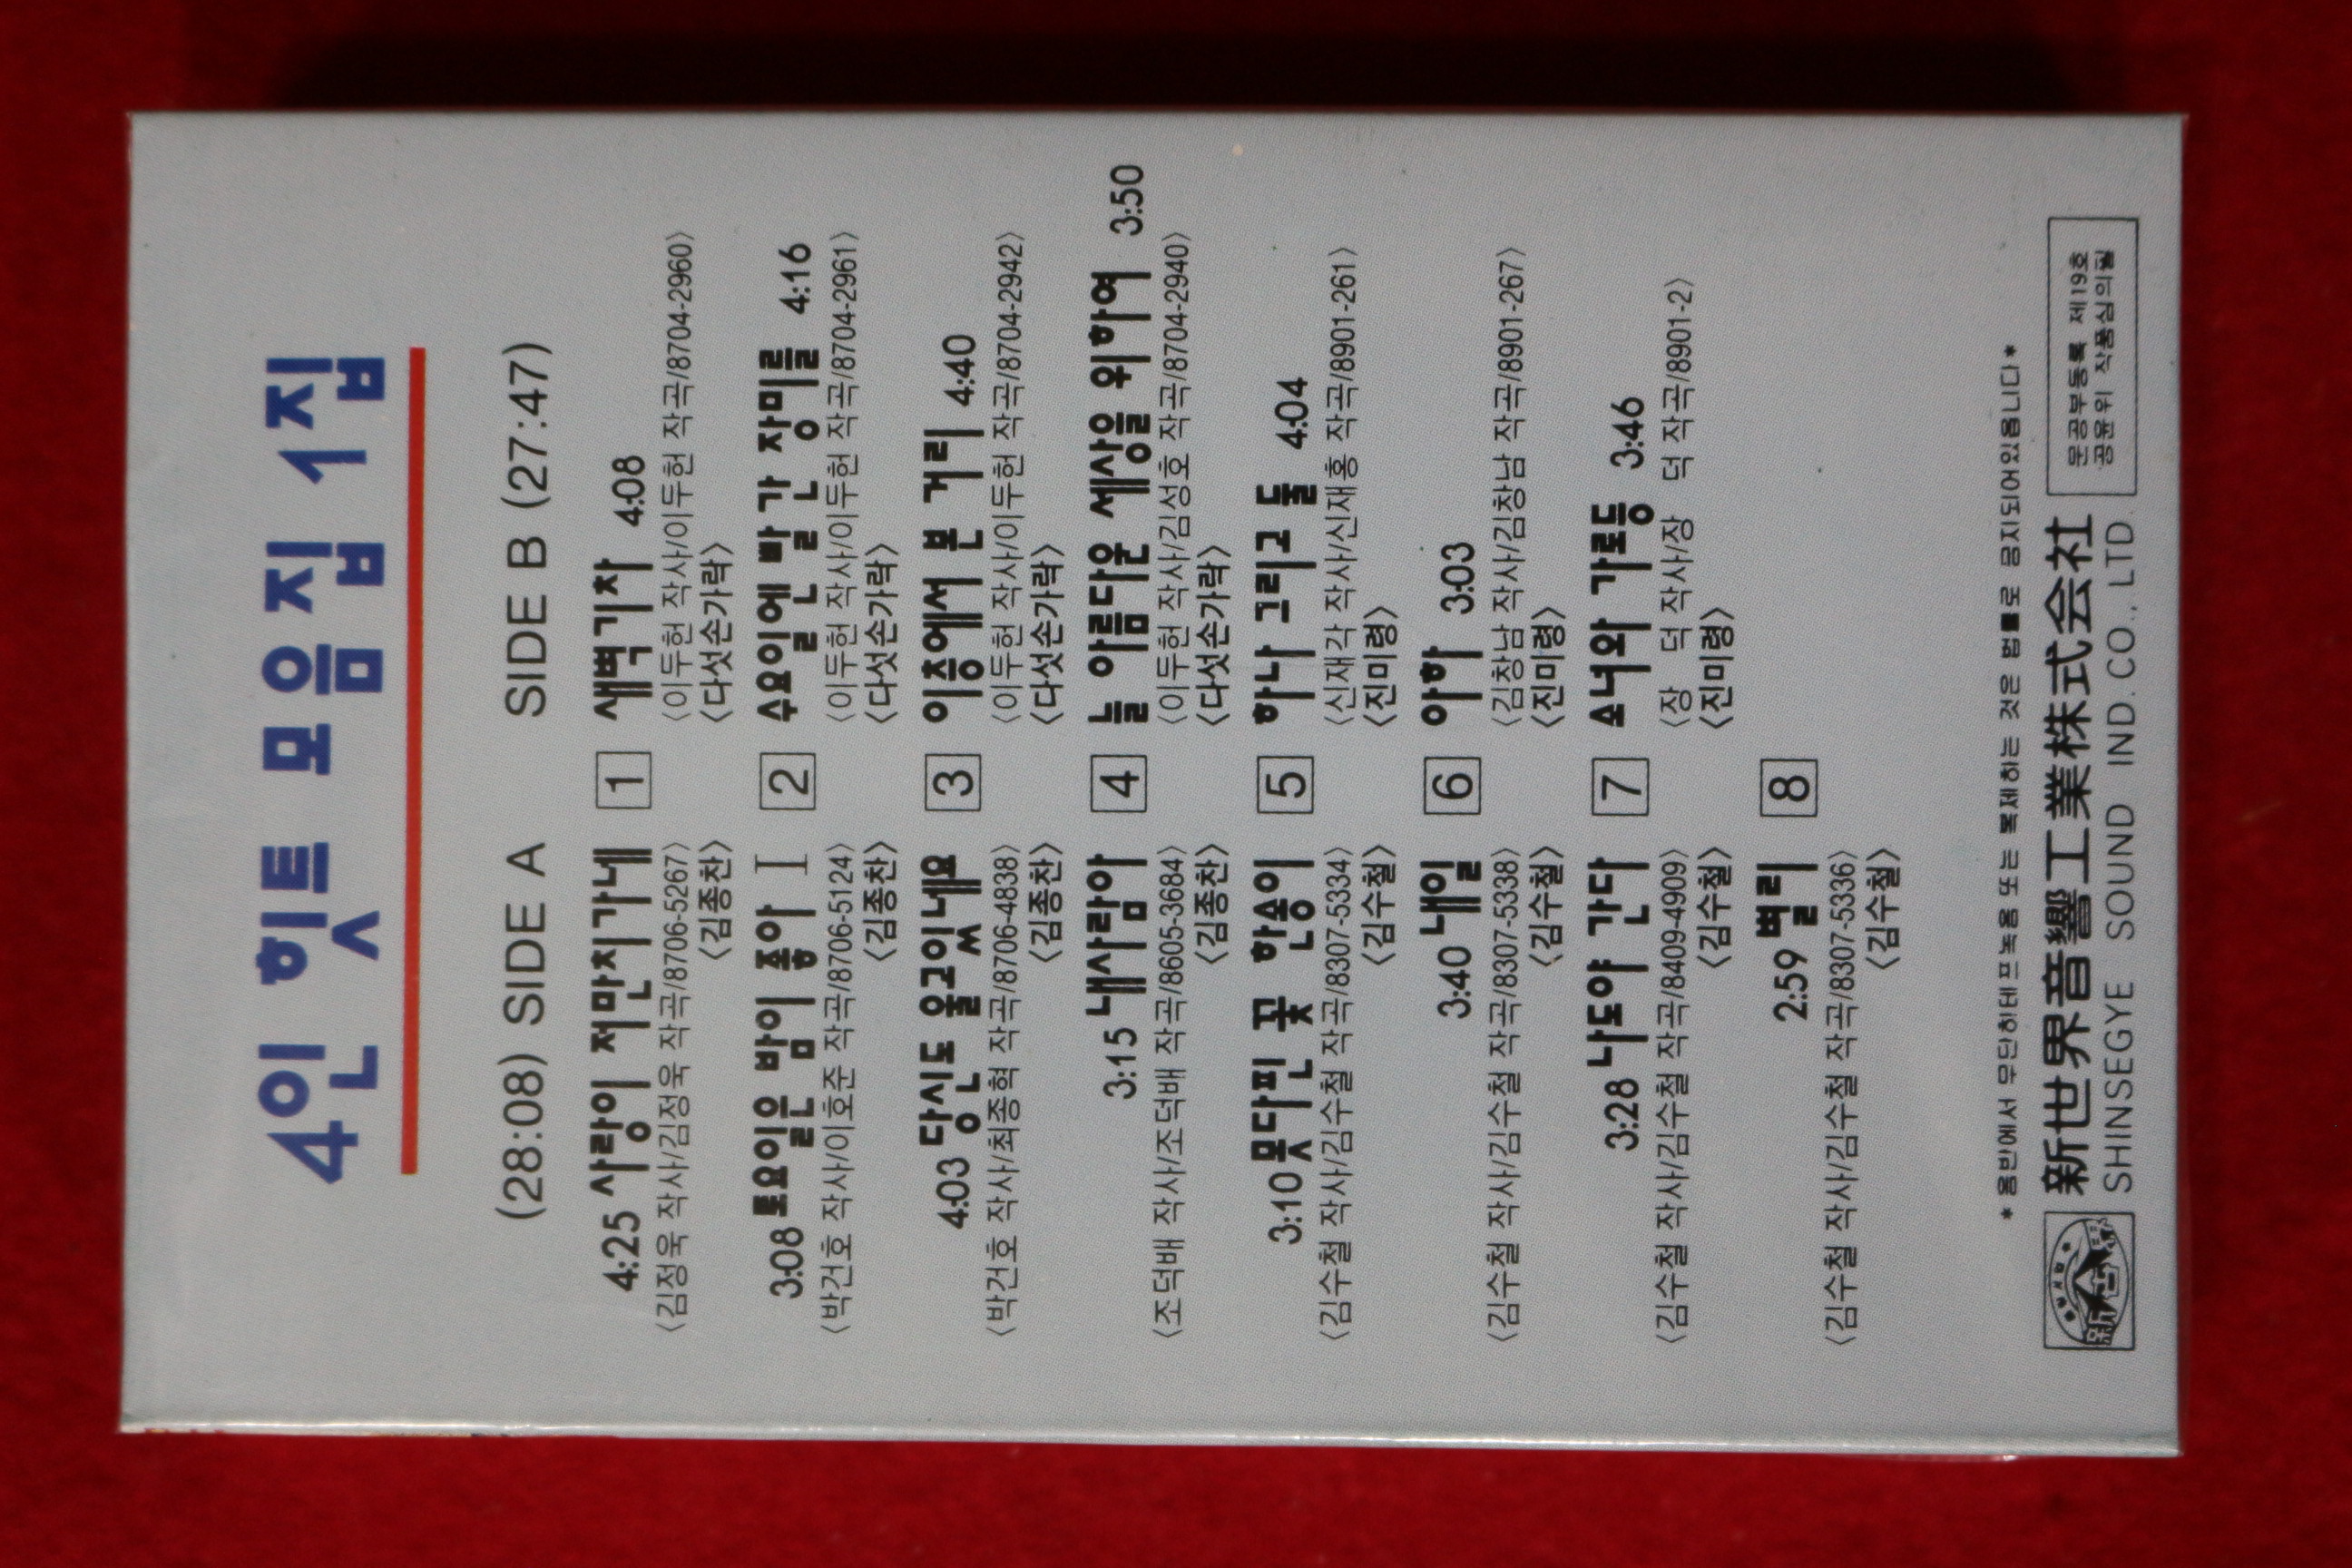 4인 힛트 모음집 1집
(28:08) SIDE A
4:25 사랑이 저만치가네 1
〈김정욱 작사/김정욱 작곡/8706-5267〉
〈김종찬〉
3:08 토요일은 밤이 좋아 I 2
〈박건호 작사/이호준 작곡/8706-5124〉
〈김종찬〉
4:03 당신도 울고있네요 3
〈박건호 작사/최종혁 작곡/8706-4838〉
〈김종찬〉
3:15 내사람아 4
〈조덕배 작사/조덕배 작곡/8605-3684〉
〈김종찬〉
3:10 못다핀 꽃 한송이 5
〈김수철 작사/김수철 작곡/8307-5334〉
〈김수철〉
3:40 내일 6
〈김수철 작사/김수철 작곡/8307-5338〉
〈김수철〉
3:28 나도야 간다 7
〈김수철 작사/김수철 작곡/8409-4909〉
〈김수철〉
2:59 별리 8
〈김수철 작사/김수철 작곡/8307-5336〉
〈김수철〉
SIDE B (27:47)
새벽기차 4:08
〈이두헌 작사/이두헌 작곡/8704-2960〉
〈다섯손가락〉
수요일엔 빨간 장미를 4:16
〈이두헌 작사/이두헌 작곡/8704-2961〉
〈다섯손가락〉
이층에서 본 거리 4:40
〈이두헌 작사/이두헌 작곡/8704-2942〉
〈다섯손가락〉
늘 아름다운 세상을 위하여 3:50
〈이두헌 작사/김성호 작곡/8704-2940〉
〈다섯손가락〉
하나 그리고 둘 4:04
〈신재각 작사/신재홍 작곡/8901-261〉
〈진미령〉
아하 3:03
〈김창남 작사/김창남 작곡/8901-267〉
〈진미령〉
소녀와 가로등 3:46
〈장 덕 작사/장 덕 작곡/8901-2〉
〈진미령〉
* 음반에서 무단히테프녹음 또는 복제하는 것은 법률로 금지되어있읍니다 *
新世界音響工業株式会社
SHINSEGYE SOUND IND. CO., LTD.
문공부등록 제19호
공윤위 작품심의필